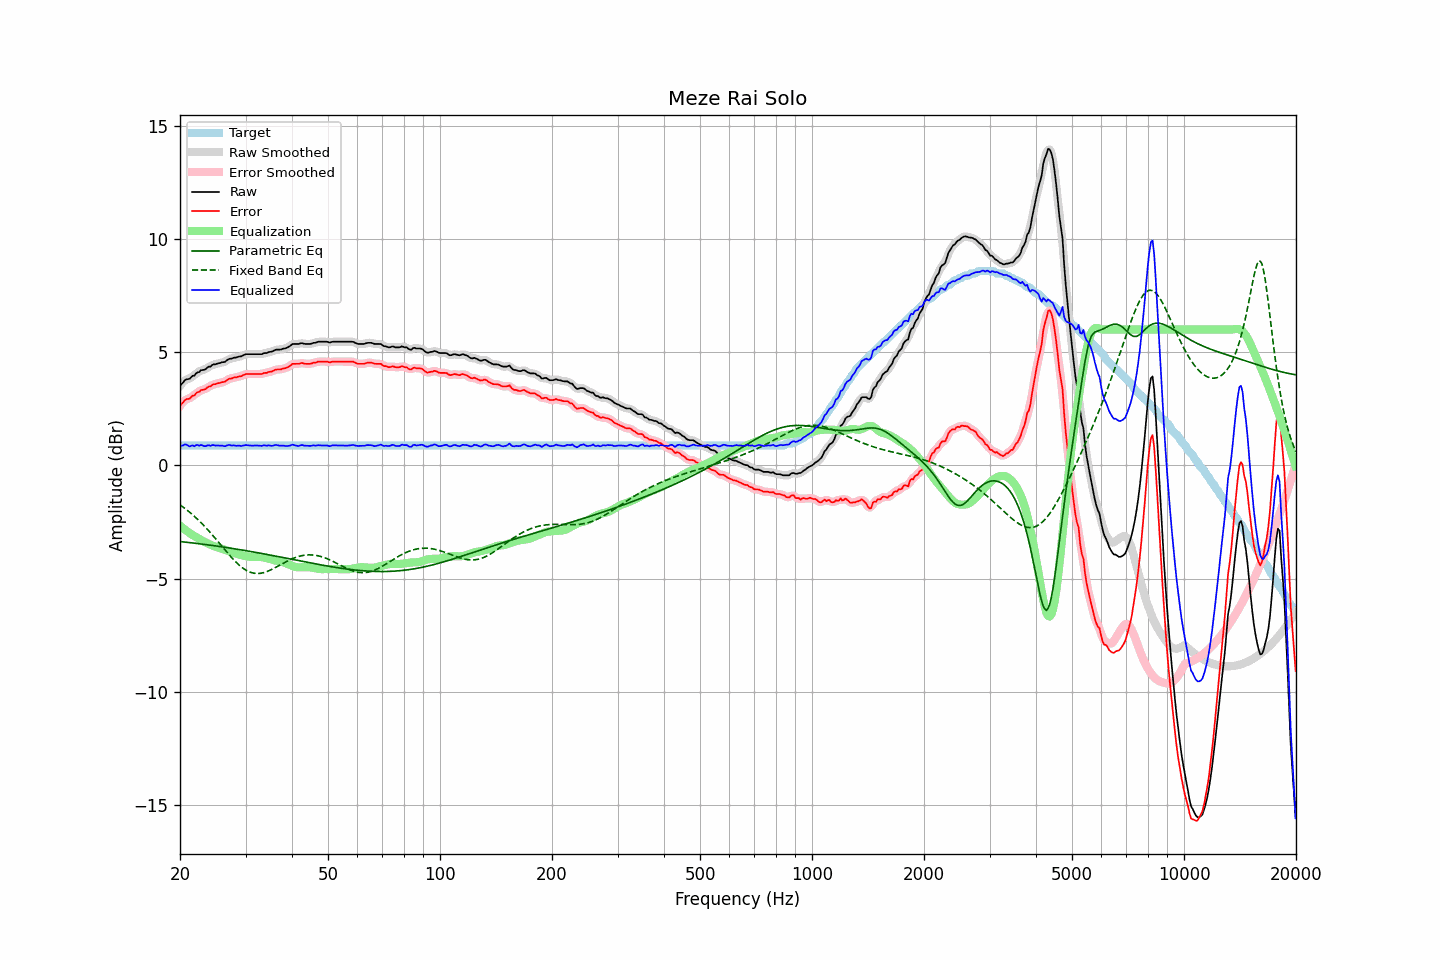 Meze Rai Solo
Target
Raw Smoothed
Error Smoothed
Raw
Error
Equalization
Parametric Eq
Fixed Band Eq
Equalized
Amplitude (dBr)
15
10
5
0
−5
−10
−15
20 50 100 200 500 1000 2000 5000 10000 20000
Frequency (Hz)